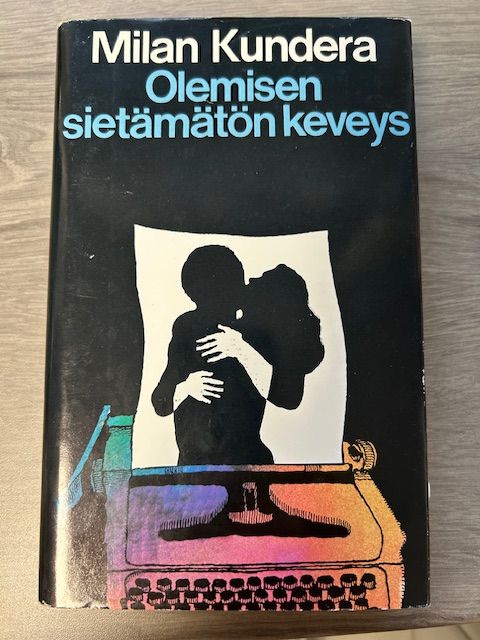 Milan Kundera
Olemisen
sietämätön keveys